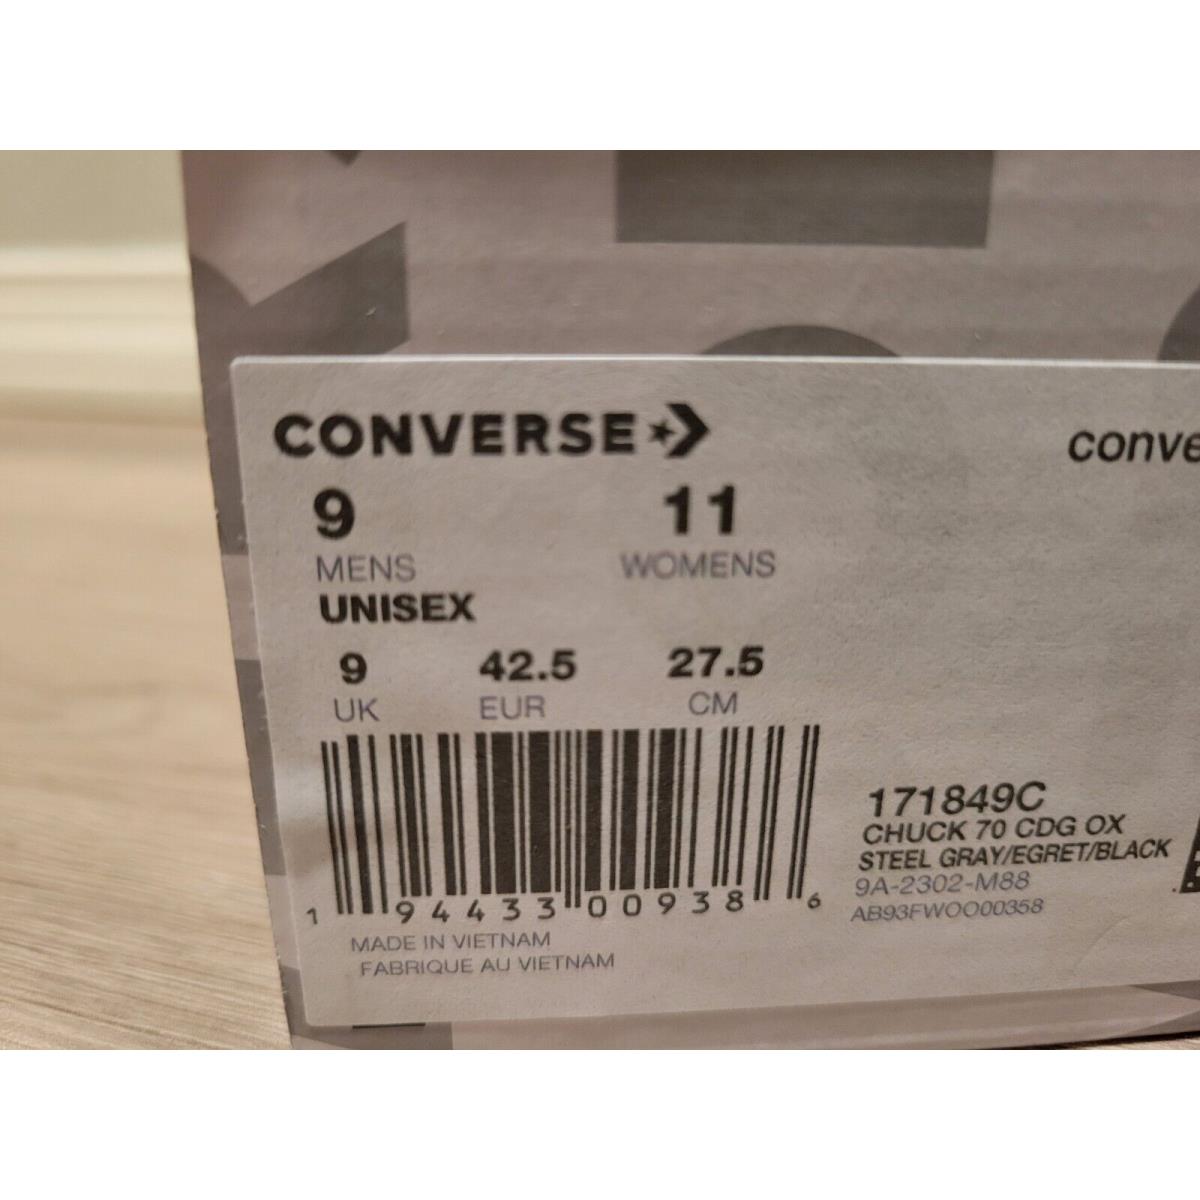 CONVERSE
conve
9 11
MENS WOMENS
UNISEX
9 42.5 27.5
UK EUR CM
171849C
CHUCK 70 CDG OX
STEEL GRAY/EGRET/BLACK
9A-2302-M88
AB93FWOO00358
1 94433 00938 6
MADE IN VIETNAM
FABRIQUE AU VIETNAM